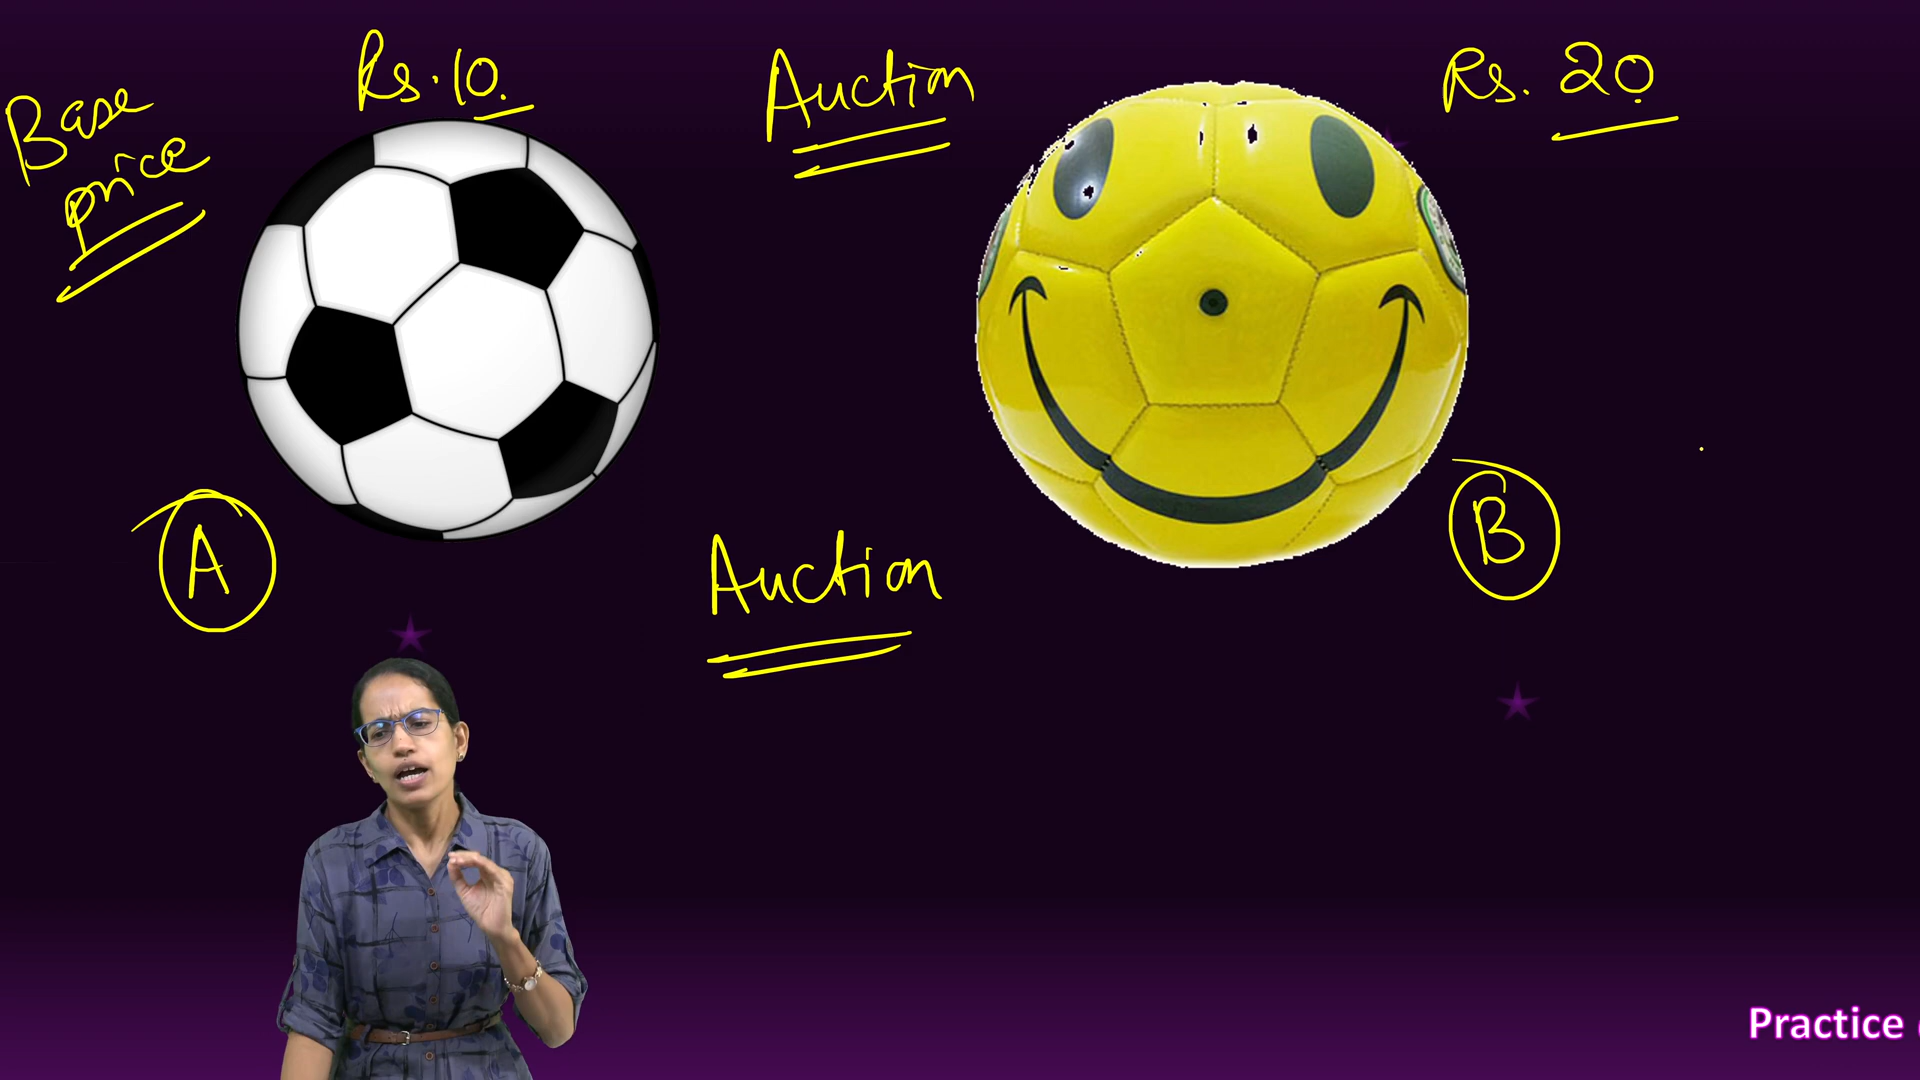 Rs. 10.
Auction
Rs. 20
Base
price
A
B
Auction
Practice